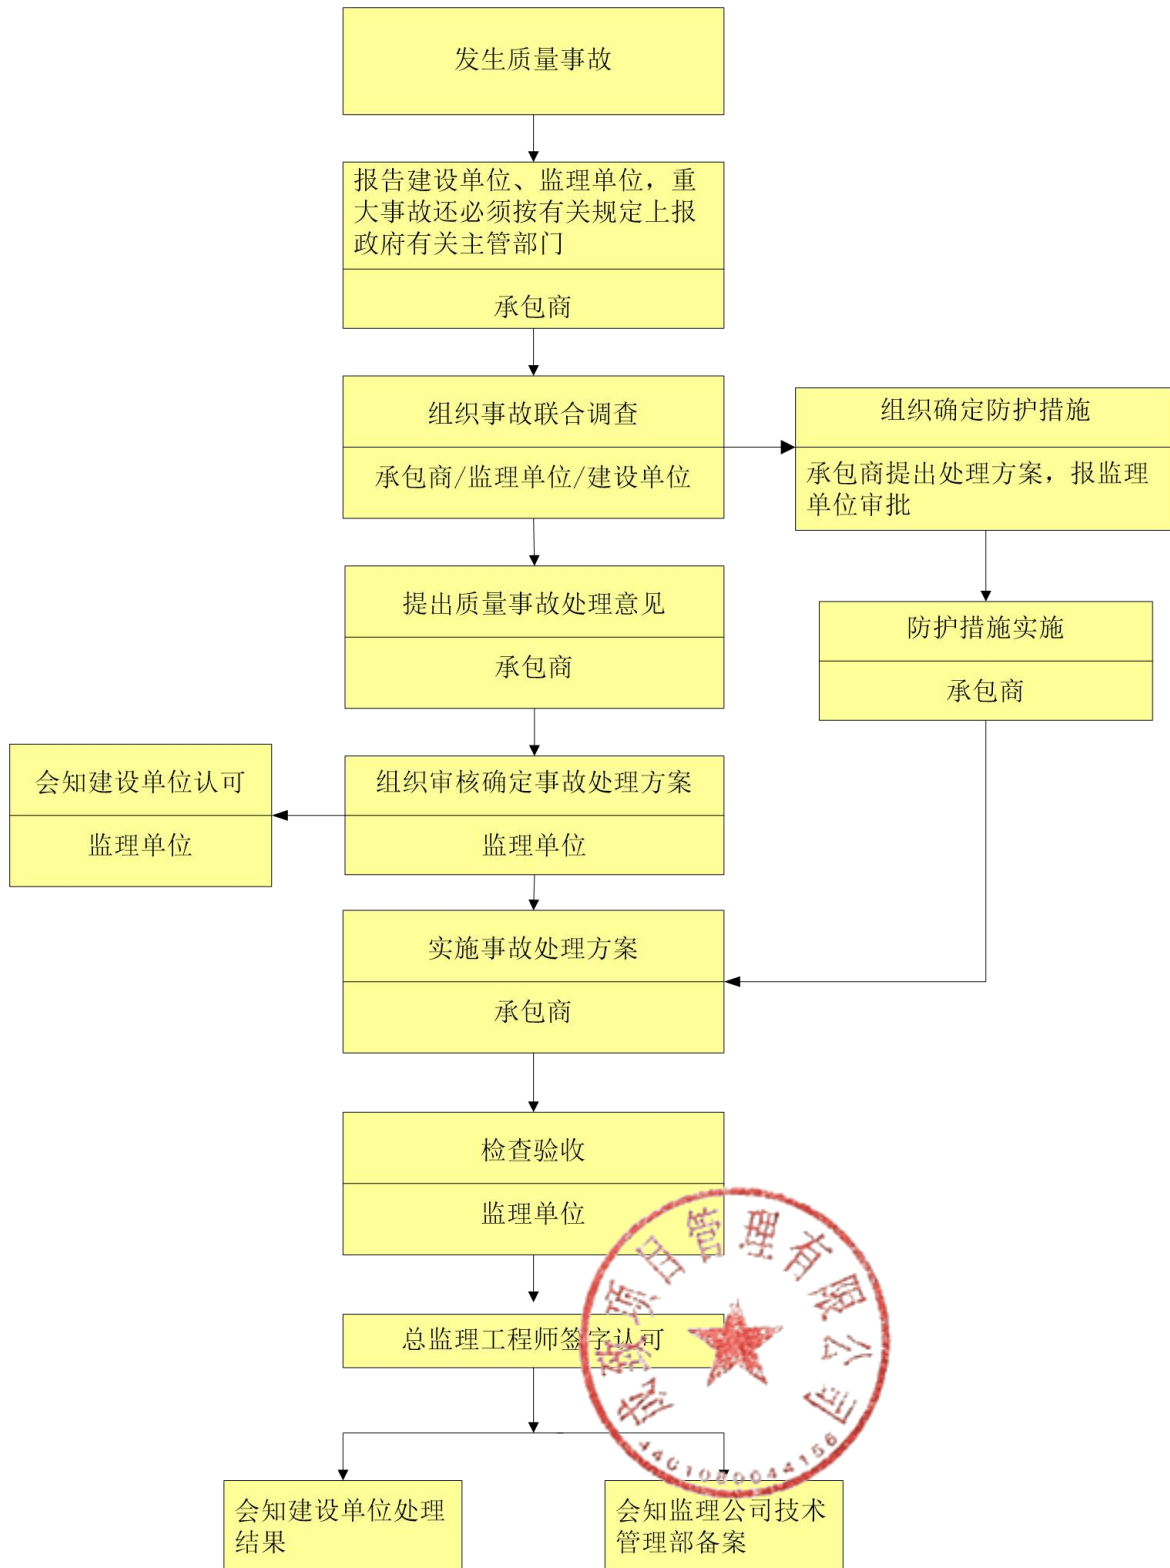 发生质量事故
报告建设单位、监理单位，重
大事故还必须按有关规定上报
政府有关主管部门
承包商
组织事故联合调查
承包商/监理单位/建设单位
组织确定防护措施
承包商提出处理方案，报监理
单位审批
提出质量事故处理意见
承包商
防护措施实施
承包商
会知建设单位认可
监理单位
组织审核确定事故处理方案
监理单位
实施事故处理方案
承包商
检查验收
监理单位
总监理工程师签字认可
会知建设单位处理
结果
会知监理公司技术
管理部备案
致项目管理有限公司